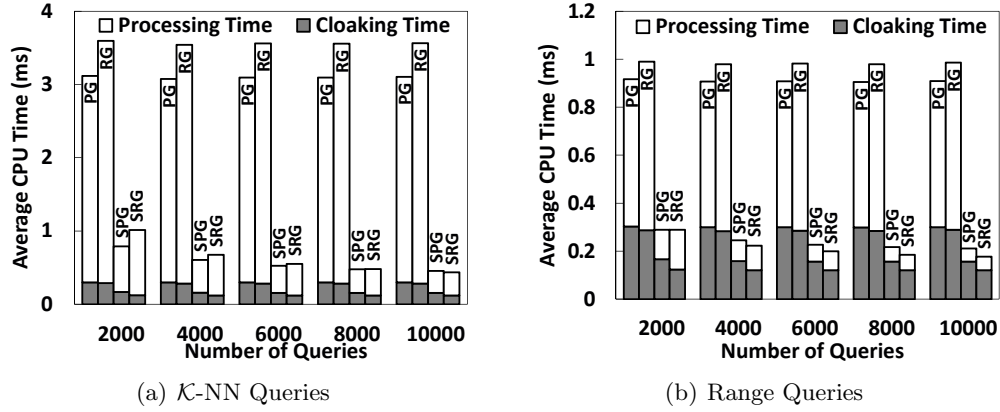 4
3
2
1
0
Average CPU Time (ms)
Processing Time Cloaking Time
PG RG SPG SRG
PG RG SPG SRG
PG RG SPG SRG
PG RG SPG SRG
PG RG SPG SRG
2000 4000 6000 8000 10000
Number of Queries
(a) K-NN Queries
1.2
1
0.8
0.6
0.4
0.2
0
Average CPU Time (ms)
Processing Time Cloaking Time
PG RG SPG SRG
PG RG SPG SRG
PG RG SPG SRG
PG RG SPG SRG
PG RG SPG SRG
2000 4000 6000 8000 10000
Number of Queries
(b) Range Queries